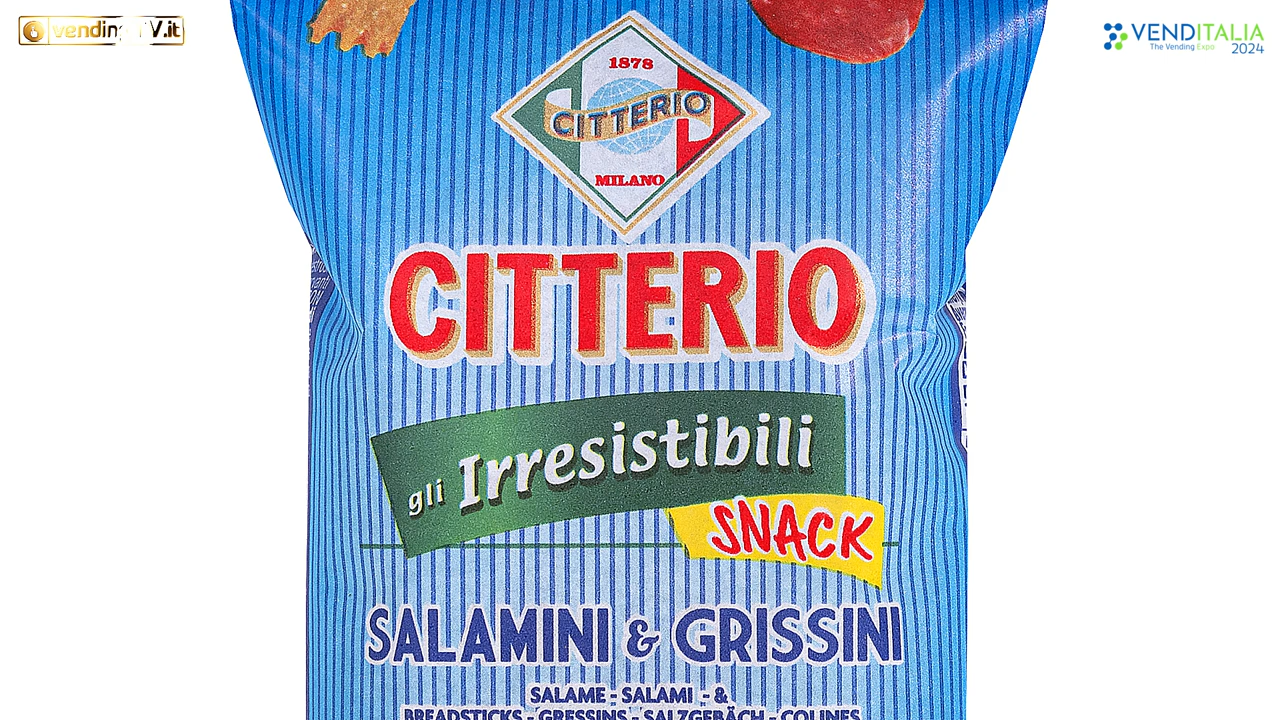 vendingTV.it
VENDITALIA
The Vending Expo
2024
1878
CITTERIO
MILANO
CITTERIO
gli Irresistibili
SNACK
SALAMINI & GRISSINI
SALAME - SALAMI - &
BREADSTICKS - GRESSINS - SALZGEBÄCK - COLINES